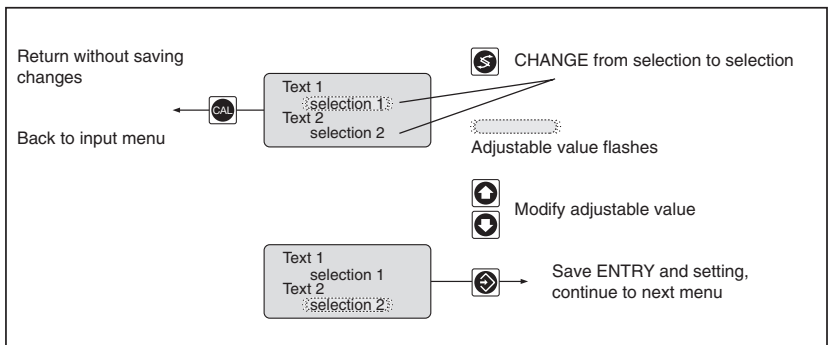 Return without saving
changes
CAL
Back to input menu
Text 1
selection 1
Text 2
selection 2
CHANGE from selection to selection
Adjustable value flashes
Modify adjustable value
Text 1
selection 1
Text 2
selection 2
Save ENTRY and setting,
continue to next menu